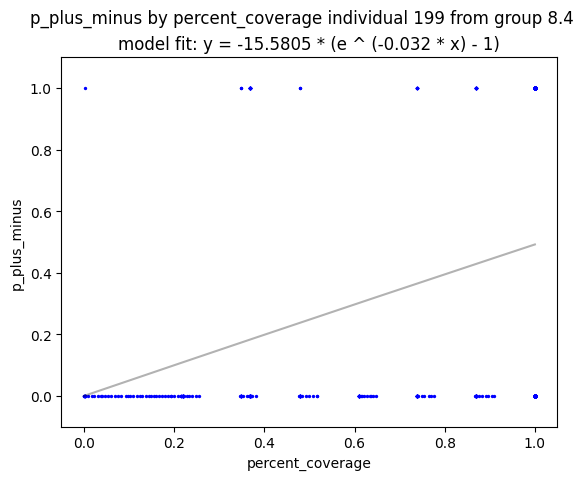 p_plus_minus by percent_coverage individual 199 from group 8.4
model fit: y = -15.5805 * (e ^ (-0.032 * x) - 1)
1.0
0.8
0.6
0.4
0.2
0.0
p_plus_minus
0.0 0.2 0.4 0.6 0.8 1.0
percent_coverage